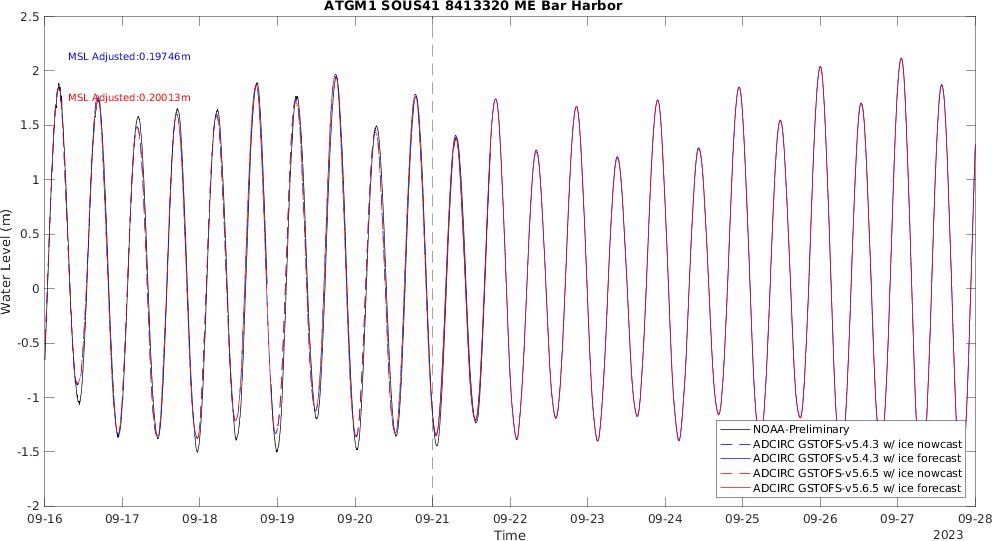 ATGM1 SOUS41 8413320 ME Bar Harbor
2.5
MSL Adjusted:0.19746m
2
MSL Adjusted:0.20013m
1.5
1
0.5
Water Level (m)
0
-0.5
-1
-1.5
-2
NOAA-Preliminary
ADCIRC GSTOFS-v5.4.3 w/ ice nowcast
ADCIRC GSTOFS-v5.4.3 w/ ice forecast
ADCIRC GSTOFS-v5.6.5 w/ ice nowcast
ADCIRC GSTOFS-v5.6.5 w/ ice forecast
09-16 09-17 09-18 09-19 09-20 09-21 09-22 09-23 09-24 09-25 09-26 09-27 09-28
Time
2023